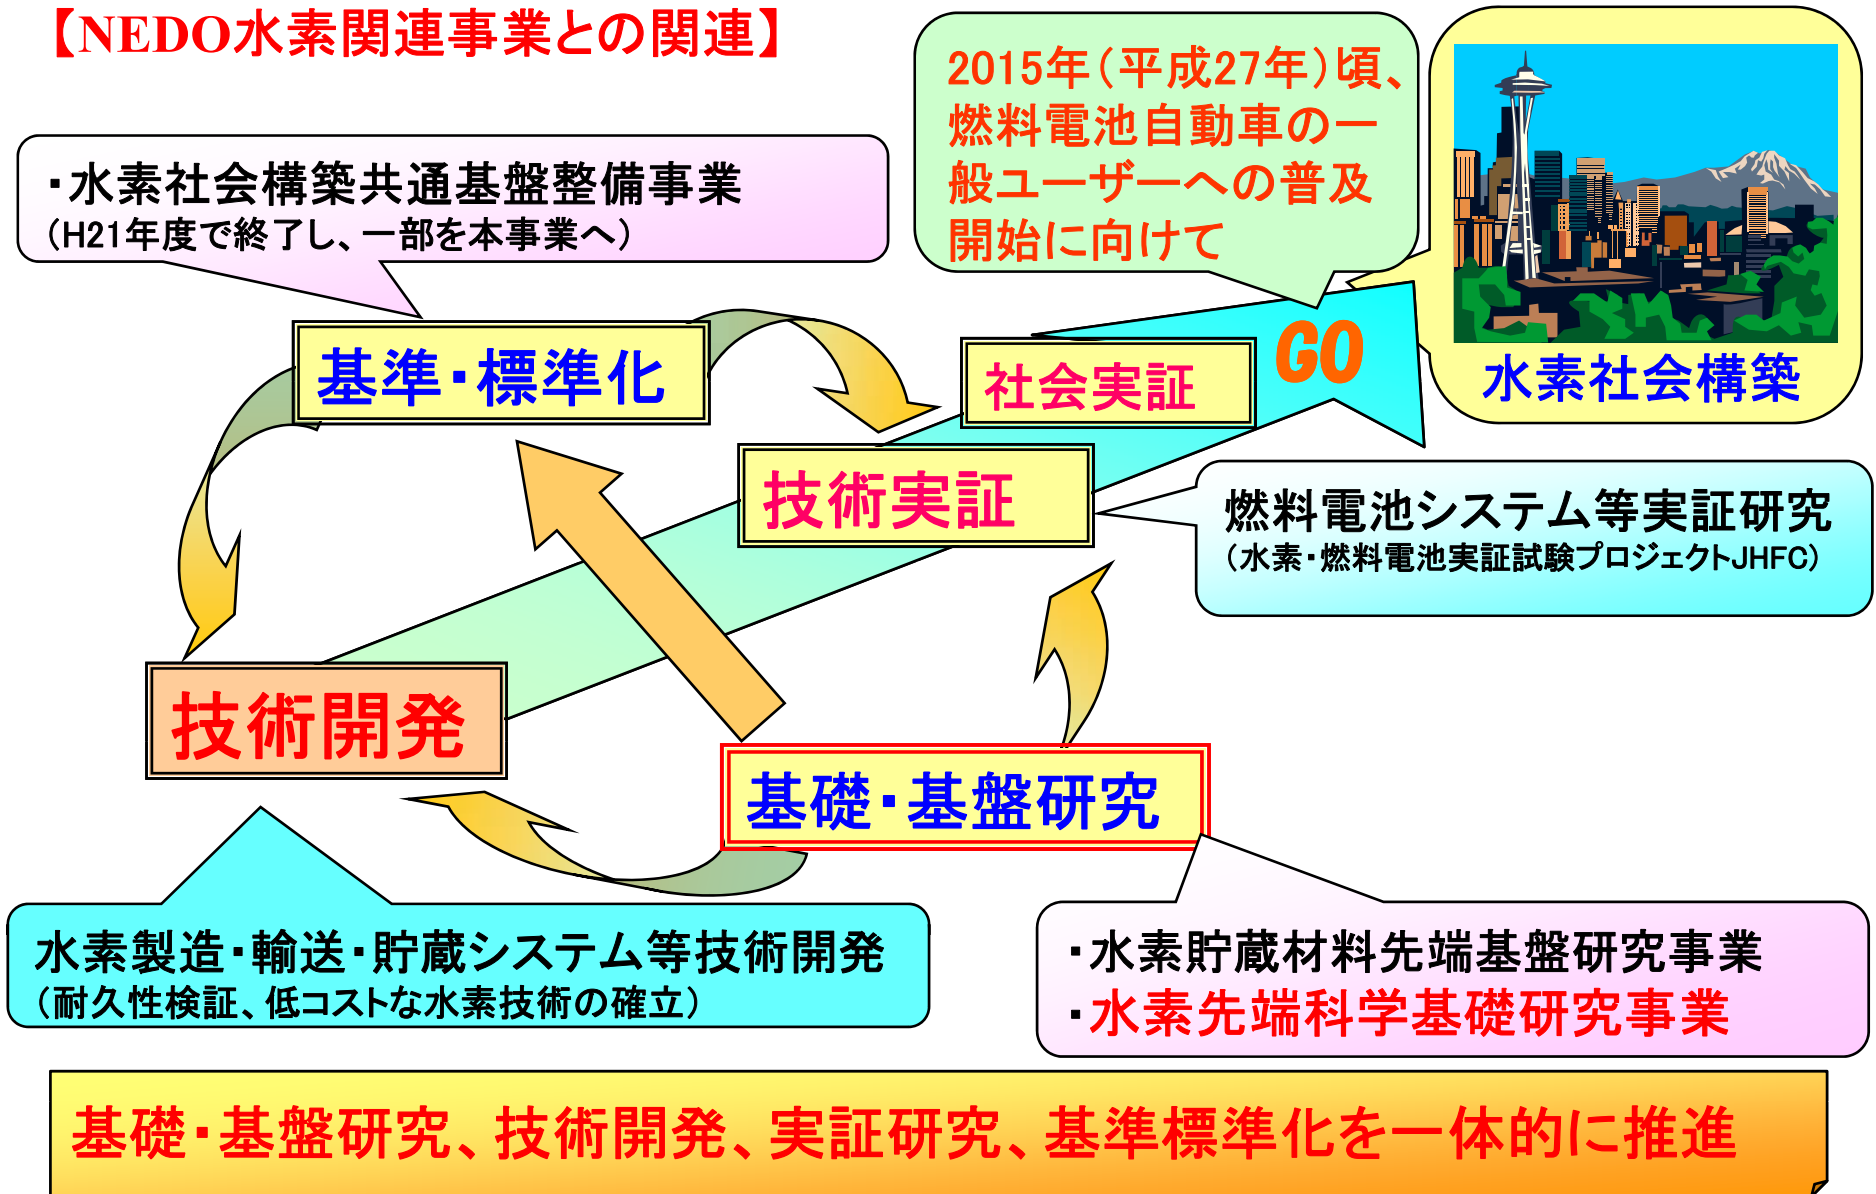 【NEDO水素関連事業との関連】
2015年(平成27年)頃、
燃料電池自動車の一
般ユーザーへの普及
開始に向けて
・水素社会構築共通基盤整備事業
(H21年度で終了し、一部を本事業へ)
基準・標準化
社会実証
GO
水素社会構築
技術実証
燃料電池システム等実証研究
(水素・燃料電池実証試験プロジェクトJHFC)
技術開発
基礎・基盤研究
水素製造・輸送・貯蔵システム等技術開発
(耐久性検証、低コストな水素技術の確立)
・水素貯蔵材料先端基盤研究事業
・水素先端科学基礎研究事業
基礎・基盤研究、技術開発、実証研究、基準標準化を一体的に推進